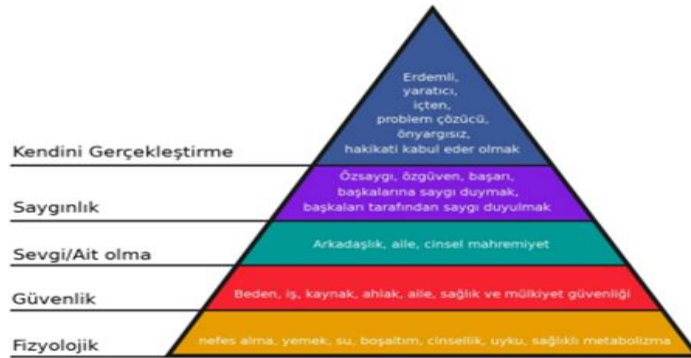 Erdemli,
yaratıcı,
içten,
problem çözücü,
önyargısız,
hakikati kabul eder olmak
Kendini Gerçekleştirme
Özsaygı, özgüven, başarı,
başkalarına saygı duymak,
başkaları tarafından saygı duyulmak
Saygınlık
Arkadaşlık, aile, cinsel mahremiyet
Sevgi/Ait olma
Beden, iş, kaynak, ahlak, aile, sağlık ve mülkiyet güvenliği
Güvenlik
nefes alma, yemek, su, boşaltım, cinsellik, uyku, sağlıklı metabolizma
Fizyolojik